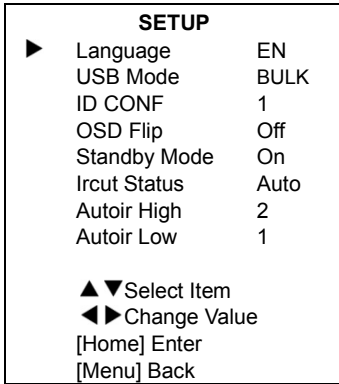 SETUP
▶ Language EN
USB Mode BULK
ID CONF 1
OSD Flip Off
Standby Mode On
Ircut Status Auto
Autoir High 2
Autoir Low 1
▲▼Select Item
◀▶Change Value
[Home] Enter
[Menu] Back